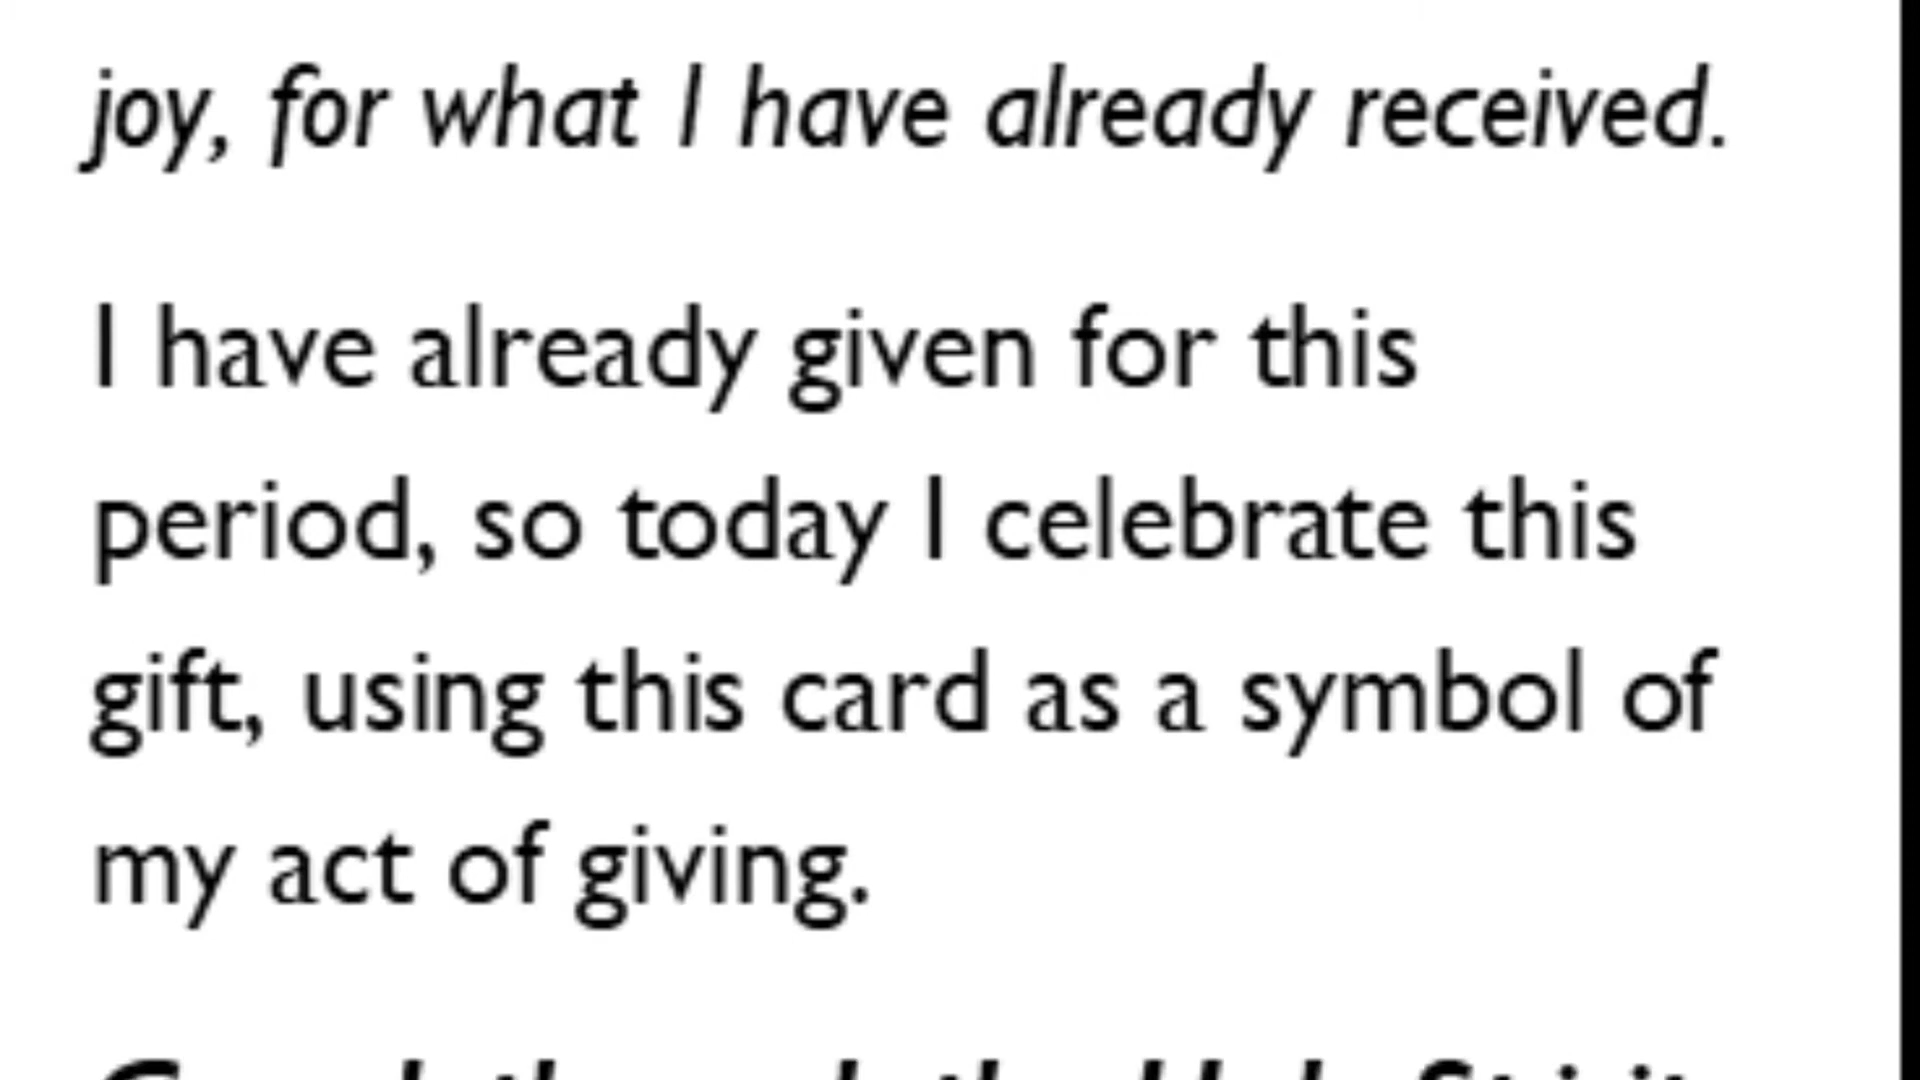 joy, for what I have already received.
I have already given for this
period, so today I celebrate this
gift, using this card as a symbol of
my act of giving.